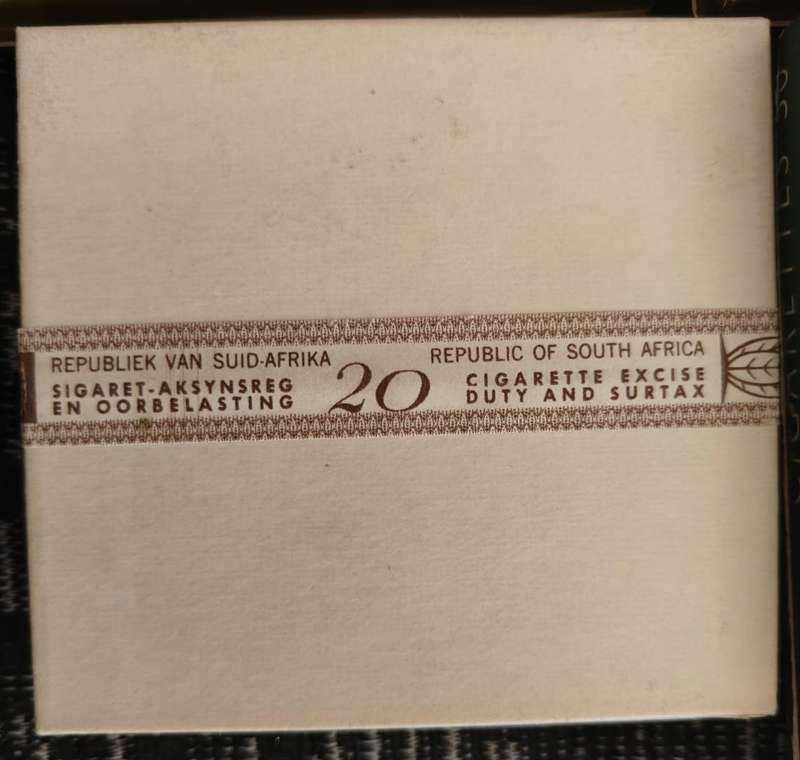 REPUBLIEK VAN SUID-AFRIKA
SIGARET-AKSYNSREG
EN OORBELASTING
20
REPUBLIC OF SOUTH AFRICA
CIGARETTE EXCISE
DUTY AND SURTAX